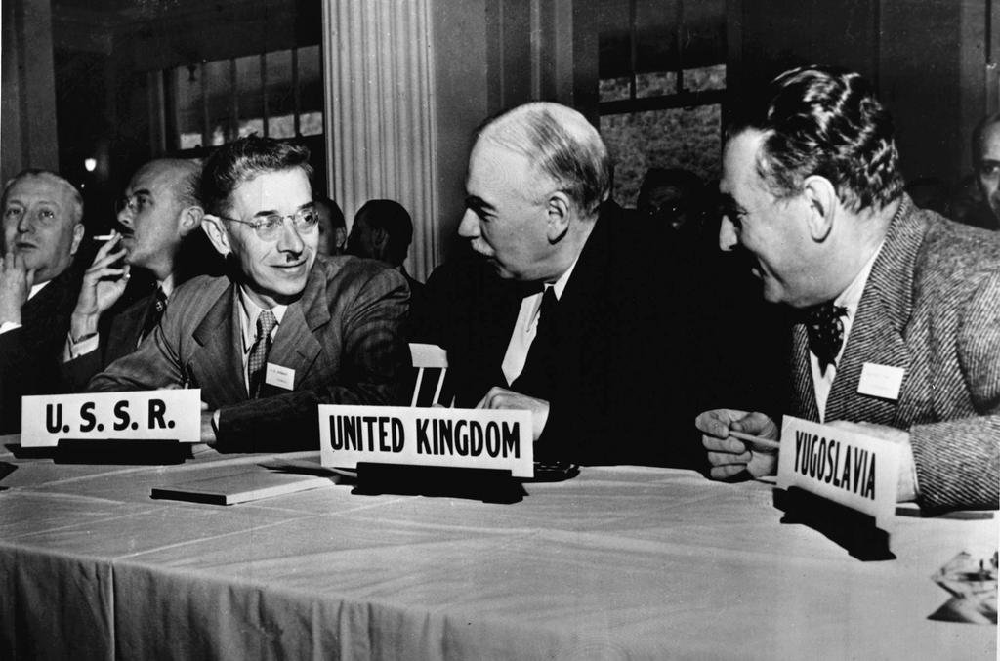 U. S. S. R.
UNITED KINGDOM
YUGOSLAVIA